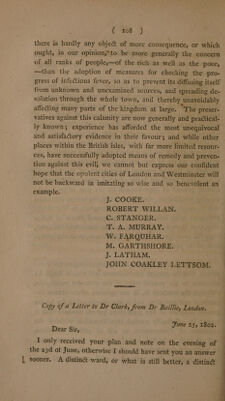 ( 108 )
there is hardly any object of more consequence, or which
ought, in our opinions, to be more generally the concern
of all ranks of people,—of the rich as well as the poor,
—than the adoption of measures for checking the pro-
gress of infectious fever, so as to prevent its diffusing itself
from unknown and unexamined sources, and spreading de-
solation through the whole town, and thereby unavoidably
affecting many parts of the kingdom at large. The preser-
vatives against this calamity are now generally and practical-
ly known; experience has afforded the most unequivocal
and satisfactory evidence in their favour; and while other
places within the British isles, with far more limited resour-
ces, have successfully adopted means of remedy and preven-
tion against this evil, we cannot but express our confident
hope that the opulent cities of London and Westminster will
not be backward in imitating so wise and so benevolent an
example.
J. COOKE.
ROBERT WILLAN.
C. STANGER.
T. A. MURRAY.
W. FARQUHAR.
M. GARTHSHORE.
J. LATHAM.
JOHN COAKLEY LETTSOM.
Copy of a Letter to Dr Clark, from Dr Baillie, London.
June 25, 1802.
Dear Sir,
I only received your plan and note on the evening of
the 23d of June, otherwise I should have sent you an answer
sooner. A distinct ward, or what is still better, a distinct